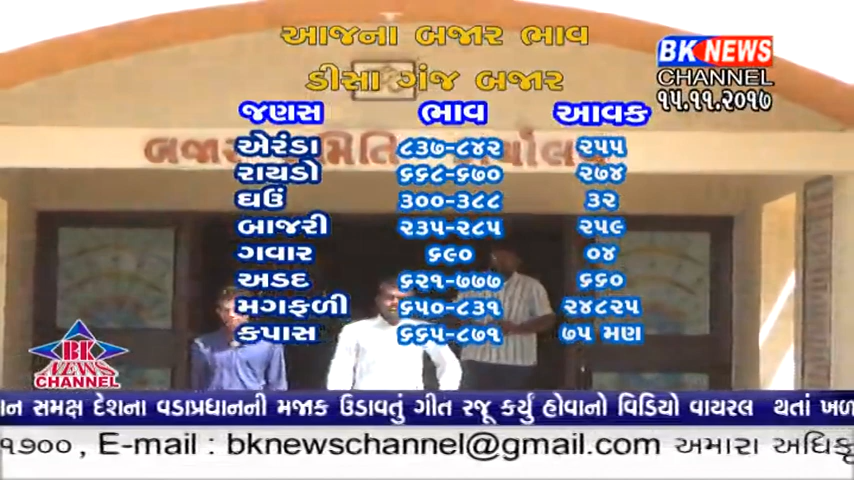 આજના બજાર ભાવ
ડીસા ગંજ બજાર
BK NEWS
CHANNEL
૧૫.૧૧.૨૦૧૭
જણસ ભાવ આવક
એરંડા ૮૩૭-૮૪૨ ૨૫૫
રાયડો ૬૬૮-૬૭૦ ૨૭૪
ઘઉં ૩૦૦-૩૮૮ ૩૨
બાજરી ૨૩૫-૨૮૫ ૨૫૯
ગવાર ૬૯૦ ૦૪
અડદ ૬૨૧-૭૭૭ ૬૬૦
મગફળી ૬૫૦-૮૩૧ ૨૪૮૨૫
કપાસ ૬૬૫-૮૭૧ ૭૫ મણ
બજાર સમિતિ
BK
CHANNEL
ાન સમક્ષ દેશના વડાપ્રધાનની મજાક ઉડાવતું ગીત રજૂ કર્યુ હોવાનો વિડિયો વાયરલ થતાં ખળ
૧૭૦૦, E-mail : bknewschannel@gmail.com અમારા અધિકૃ